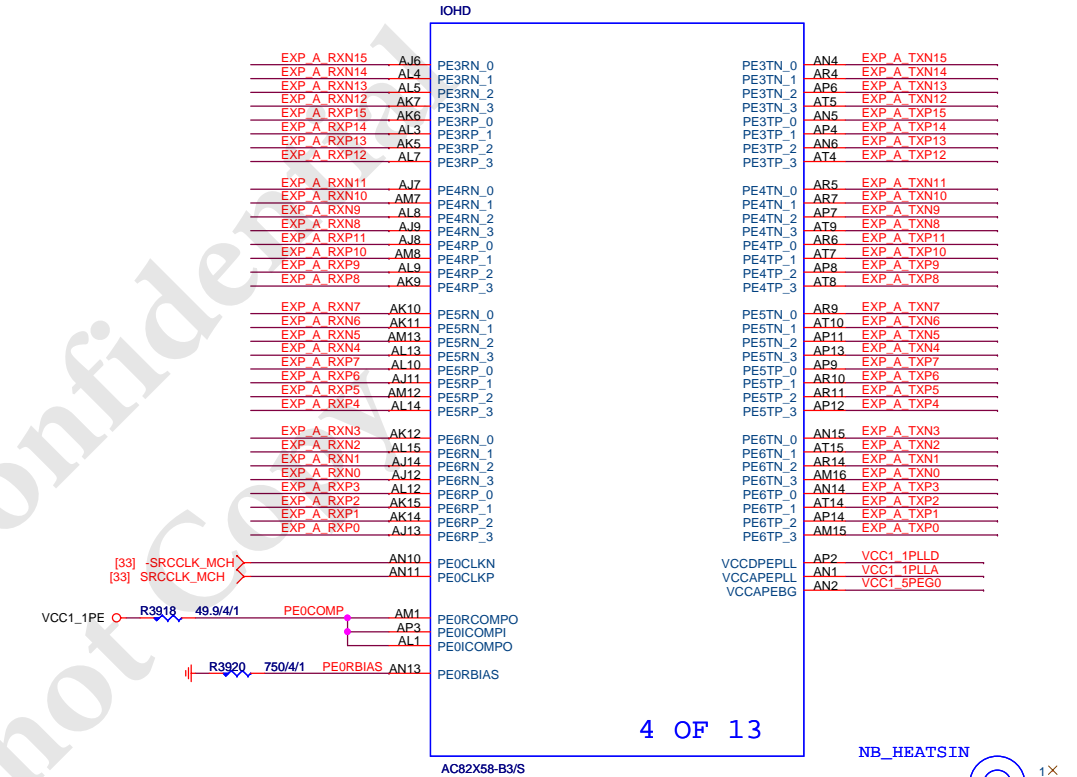 IOHD
EXP_A_RXN15 AJ6 PE3RN_0 PE3TN_0 AN4 EXP_A_TXN15
EXP_A_RXN14 AL4 PE3RN_1 PE3TN_1 AR4 EXP_A_TXN14
EXP_A_RXN13 AL5 PE3RN_2 PE3TN_2 AP6 EXP_A_TXN13
EXP_A_RXN12 AK7 PE3RN_3 PE3TN_3 AT5 EXP_A_TXN12
EXP_A_RXP15 AK6 PE3RP_0 PE3TP_0 AN5 EXP_A_TXP15
EXP_A_RXP14 AL3 PE3RP_1 PE3TP_1 AP4 EXP_A_TXP14
EXP_A_RXP13 AK5 PE3RP_2 PE3TP_2 AN6 EXP_A_TXP13
EXP_A_RXP12 AL7 PE3RP_3 PE3TP_3 AT4 EXP_A_TXP12
EXP_A_RXN11 AJ7 PE4RN_0 PE4TN_0 AR5 EXP_A_TXN11
EXP_A_RXN10 AM7 PE4RN_1 PE4TN_1 AR7 EXP_A_TXN10
EXP_A_RXN9 AL8 PE4RN_2 PE4TN_2 AP7 EXP_A_TXN9
EXP_A_RXN8 AJ9 PE4RN_3 PE4TN_3 AT9 EXP_A_TXN8
EXP_A_RXP11 AJ8 PE4RP_0 PE4TP_0 AR6 EXP_A_TXP11
EXP_A_RXP10 AM8 PE4RP_1 PE4TP_1 AT7 EXP_A_TXP10
EXP_A_RXP9 AL9 PE4RP_2 PE4TP_2 AP8 EXP_A_TXP9
EXP_A_RXP8 AK9 PE4RP_3 PE4TP_3 AT8 EXP_A_TXP8
EXP_A_RXN7 AK10 PE5RN_0 PE5TN_0 AR9 EXP_A_TXN7
EXP_A_RXN6 AK11 PE5RN_1 PE5TN_1 AT10 EXP_A_TXN6
EXP_A_RXN5 AM13 PE5RN_2 PE5TN_2 AP11 EXP_A_TXN5
EXP_A_RXN4 AL13 PE5RN_3 PE5TN_3 AP13 EXP_A_TXN4
EXP_A_RXP7 AL10 PE5RP_0 PE5TP_0 AP9 EXP_A_TXP7
EXP_A_RXP6 AJ11 PE5RP_1 PE5TP_1 AR10 EXP_A_TXP6
EXP_A_RXP5 AM12 PE5RP_2 PE5TP_2 AR11 EXP_A_TXP5
EXP_A_RXP4 AL14 PE5RP_3 PE5TP_3 AP12 EXP_A_TXP4
EXP_A_RXN3 AK12 PE6RN_0 PE6TN_0 AN15 EXP_A_TXN3
EXP_A_RXN2 AL15 PE6RN_1 PE6TN_1 AT15 EXP_A_TXN2
EXP_A_RXN1 AJ14 PE6RN_2 PE6TN_2 AR14 EXP_A_TXN1
EXP_A_RXN0 AJ12 PE6RN_3 PE6TN_3 AM16 EXP_A_TXN0
EXP_A_RXP3 AL12 PE6RP_0 PE6TP_0 AN14 EXP_A_TXP3
EXP_A_RXP2 AK15 PE6RP_1 PE6TP_1 AT14 EXP_A_TXP2
EXP_A_RXP1 AK14 PE6RP_2 PE6TP_2 AP14 EXP_A_TXP1
EXP_A_RXP0 AJ13 PE6RP_3 PE6TP_3 AM15 EXP_A_TXP0
[33] -SRCCLK_MCH AN10 PE0CLKN VCCDPEPLL AP2 VCC1_1PLLD
[33] SRCCLK_MCH AN11 PE0CLKP VCCAPEPLL AN1 VCC1_1PLLA
VCCAPEBG AN2 VCC1_5PEG0
VCC1_1PE R3918 49.9/4/1 PE0COMP AM1 PE0RCOMPO
AP3 PE0ICOMPI
AL1 PE0ICOMPO
R3920 750/4/1 PE0RBIAS AN13 PE0RBIAS
4 OF 13
AC82X58-B3/S
NB_HEATSIN
1
Confidential
not Copy